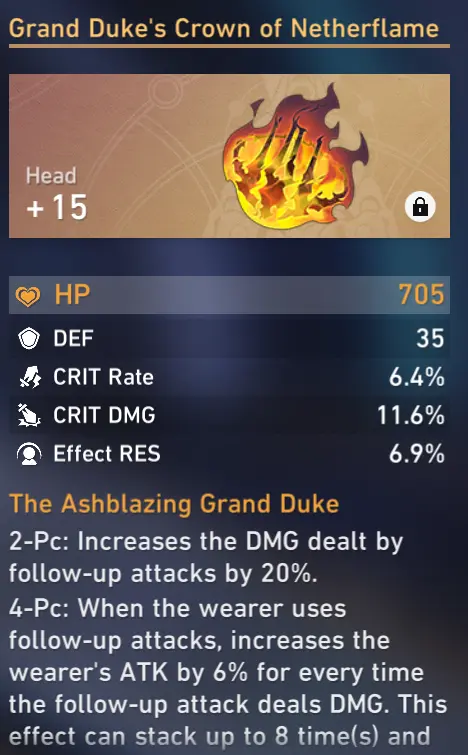 Grand Duke's Crown of Netherflame
Head
+15
HP 705
DEF 35
CRIT Rate 6.4%
CRIT DMG 11.6%
Effect RES 6.9%
The Ashblazing Grand Duke
2-Pc: Increases the DMG dealt by
follow-up attacks by 20%.
4-Pc: When the wearer uses
follow-up attacks, increases the
wearer's ATK by 6% for every time
the follow-up attack deals DMG. This
effect can stack up to 8 time(s) and